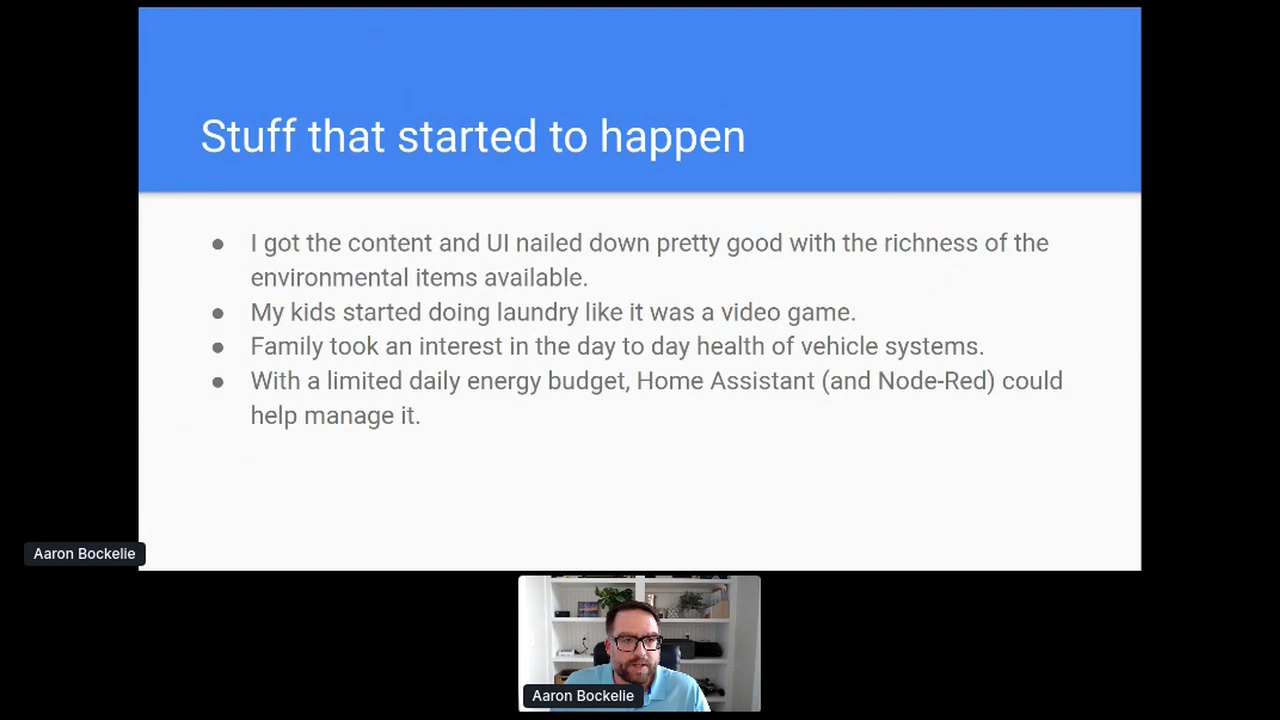 Stuff that started to happen
● I got the content and UI nailed down pretty good with the richness of the
environmental items available.
● My kids started doing laundry like it was a video game.
● Family took an interest in the day to day health of vehicle systems.
● With a limited daily energy budget, Home Assistant (and Node-Red) could
help manage it.
Aaron Bockelie
Aaron Bockelie